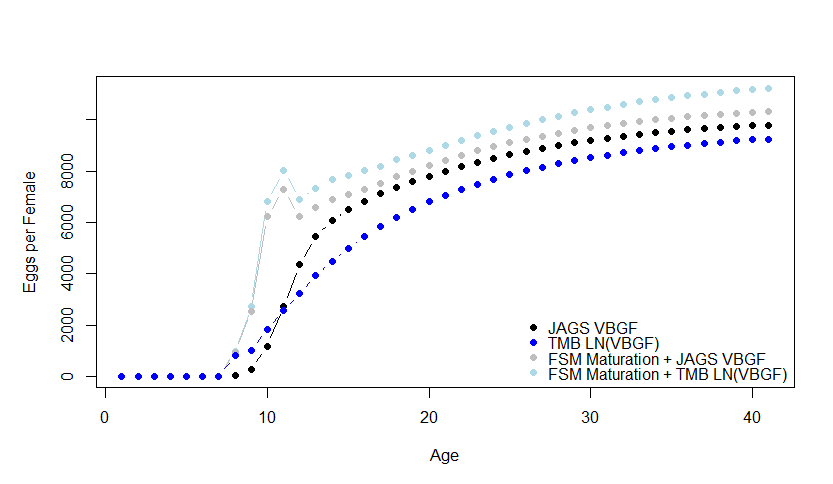 Eggs per Female
8000
6000
4000
2000
0
JAGS VBGF
TMB LN(VBGF)
FSM Maturation + JAGS VBGF
FSM Maturation + TMB LN(VBGF)
0 10 20 30 40
Age